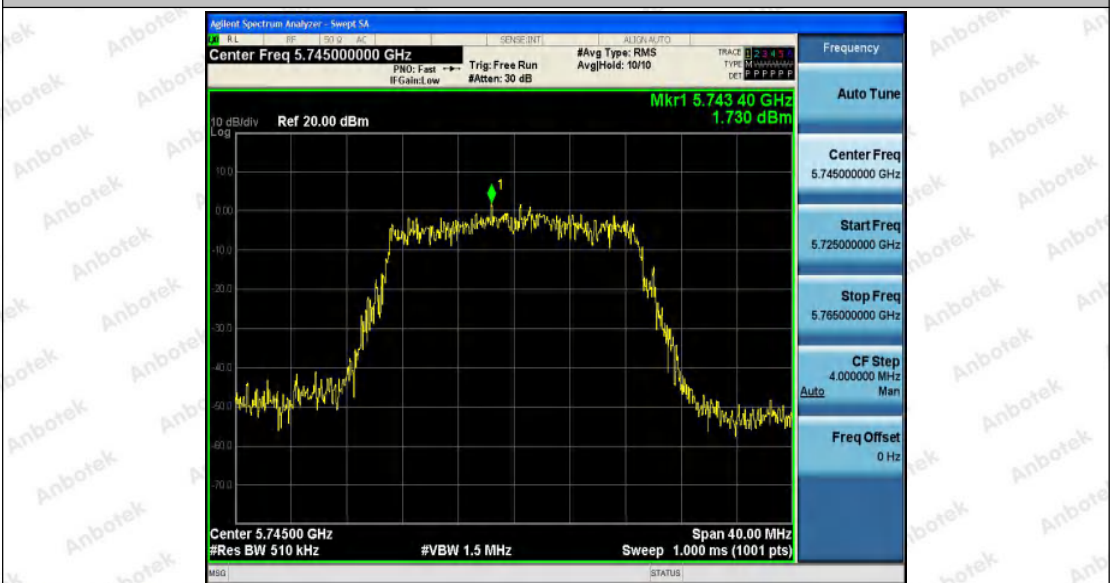 Agilent Spectrum Analyzer - Swept SA
RL RF 50 Ω AC SENSE:INT ALIGN AUTO
Center Freq 5.745000000 GHz
PNO: Fast
IFGain:Low
Trig: Free Run
#Atten: 30 dB
#Avg Type: RMS
Avg|Hold: 10/10
TRACE 1 2 3 4 5 6
TYPE M
DET P P P P P P
Mkr1 5.743 40 GHz
1.730 dBm
10 dB/div Ref 20.00 dBm
Log
10.0
0.00
-10.0
-20.0
-30.0
-40.0
-50.0
-60.0
-70.0
1
Center 5.74500 GHz
Span 40.00 MHz
#Res BW 510 kHz
#VBW 1.5 MHz
Sweep 1.000 ms (1001 pts)
MSG
STATUS
Frequency
Auto Tune
Center Freq
5.745000000 GHz
Start Freq
5.725000000 GHz
Stop Freq
5.765000000 GHz
CF Step
4.000000 MHz
Auto Man
Freq Offset
0 Hz
Anbotek